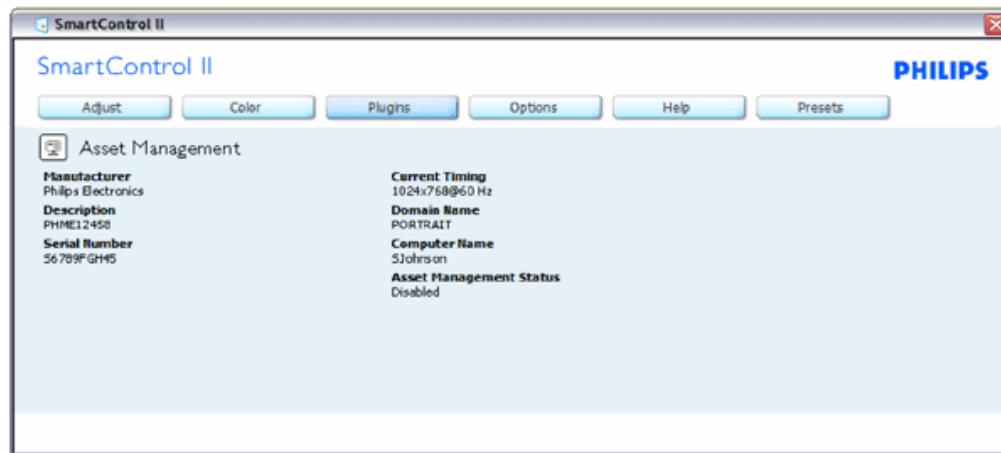 SmartControl II
SmartControl II
PHILIPS
Adjust Color Plugins Options Help Presets
Asset Management
Manufacturer
Philips Electronics
Description
PHME12458
Serial Number
56789FGH45
Current Timing
1024x768@60 Hz
Domain Name
PORTRAIT
Computer Name
SJohnson
Asset Management Status
Disabled